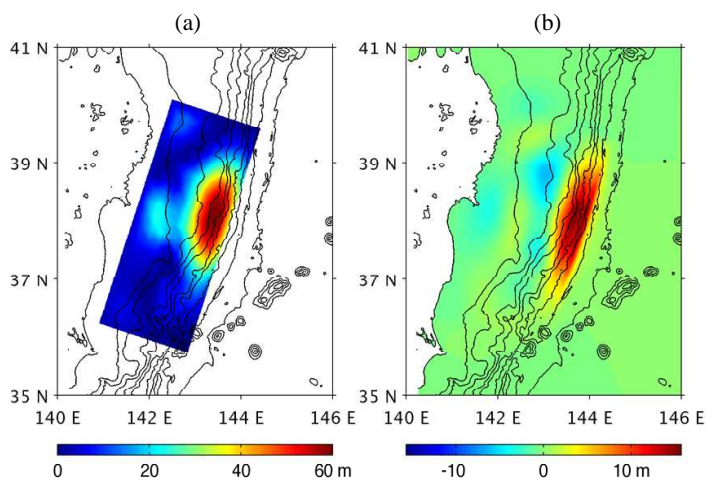 (a) (b)
41 N 41 N
39 N 39 N
37 N 37 N
35 N 35 N
140 E 142 E 144 E 146 E 140 E 142 E 144 E 146 E
0 20 40 60 m -10 0 10 m